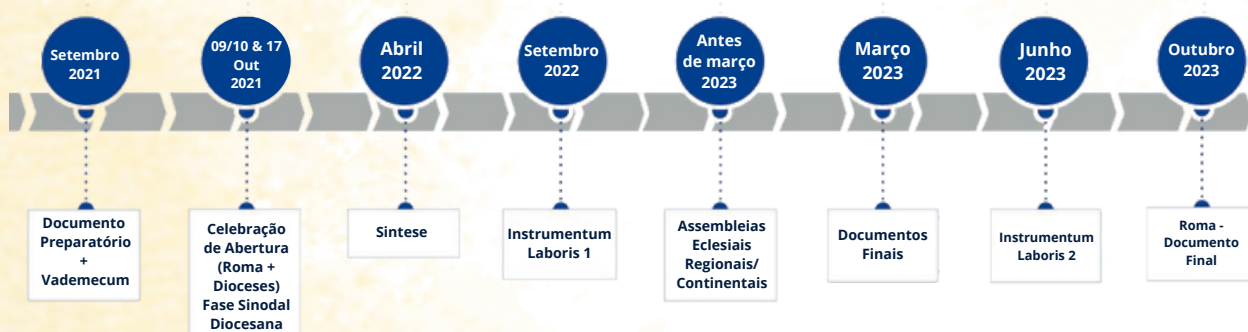 Setembro
2021
09/10 & 17
Out
2021
Abril
2022
Setembro
2022
Antes
de março
2023
Março
2023
Junho
2023
Outubro
2023
Documento
Preparatório
+
Vademecum
Celebração
de Abertura
(Roma +
Dioceses)
Fase Sinodal
Diocesana
Sintese
Instrumentum
Laboris 1
Assembleias
Eclesiais
Regionais/
Continentais
Documentos
Finais
Instrumentum
Laboris 2
Roma -
Documento
Final